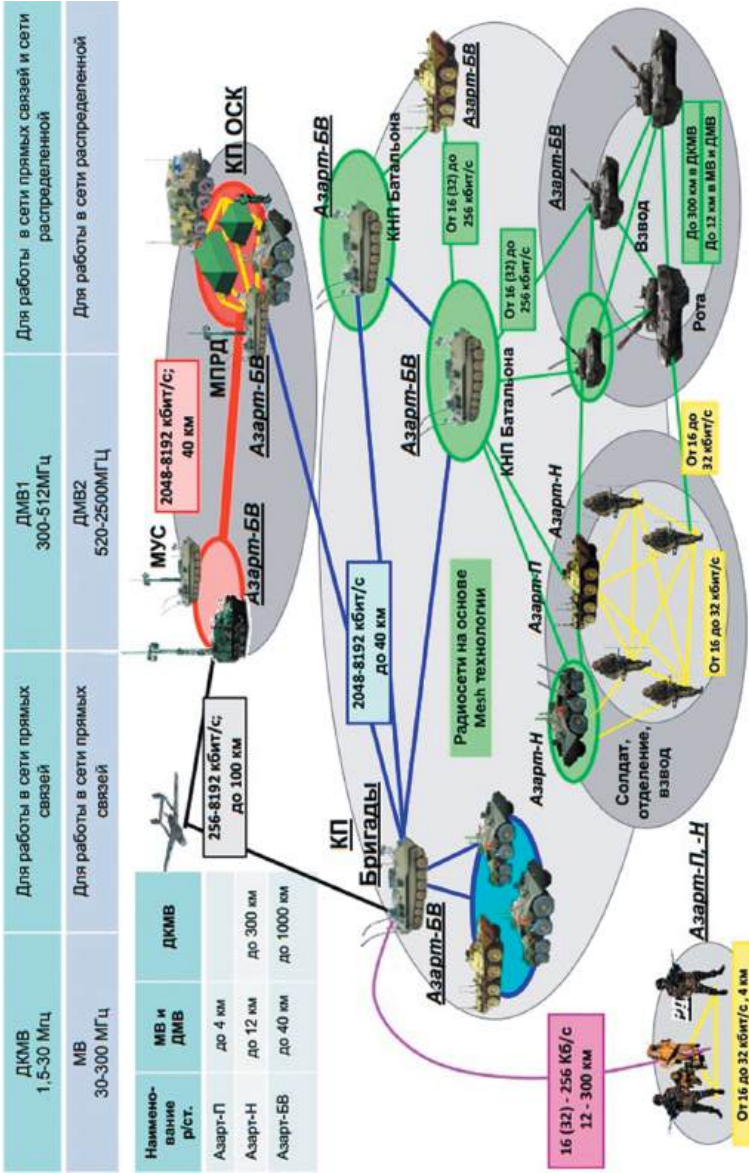 ДКМВ
1,5-30 Мгц
Для работы в сети прямых
связей
ДМВ1
300-512МГц
Для работы в сети прямых связей и сети
распределенной
МВ
30-300 МГц
Для работы в сети прямых
связей
ДМВ2
520-2500МГЦ
Для работы в сети распределенной
Наимено-
вание
р/ст.
МВ и
ДМВ
ДКМВ
Азарт-П
до 4 км
Азарт-Н
до 12 км
до 300 км
Азарт-БВ
до 40 км
до 1000 км
256-8192 кбит/с;
до 100 км
МУС
Азарт-БВ
2048-8192 кбит/с;
40 км
МПРД
Азарт-БВ
КП ОСК
КП
Бригады
Азарт-БВ
2048-8192 кбит/с
до 40 км
Азарт-БВ
КНП Батальона
Азарт-БВ
От 16 (32) до
256 кбит/с
Радиосети на основе
Mesh технологии
Азарт-БВ
КНП Батальона
От 16 (32) до
256 кбит/с
Азарт-БВ
16 (32) - 256 Кб/с
12 - 300 км
Азарт-Н
Азарт-П
Азарт-Н
Солдат,
отделение,
взвод
От 16 до 32 кбит/с
От 16 до
32 кбит/с
Взвод
Рота
До 300 км в ДКМВ
До 12 км в МВ и ДМВ
Азарт-П, -Н
От 16 до 32 кбит/с , 4 км